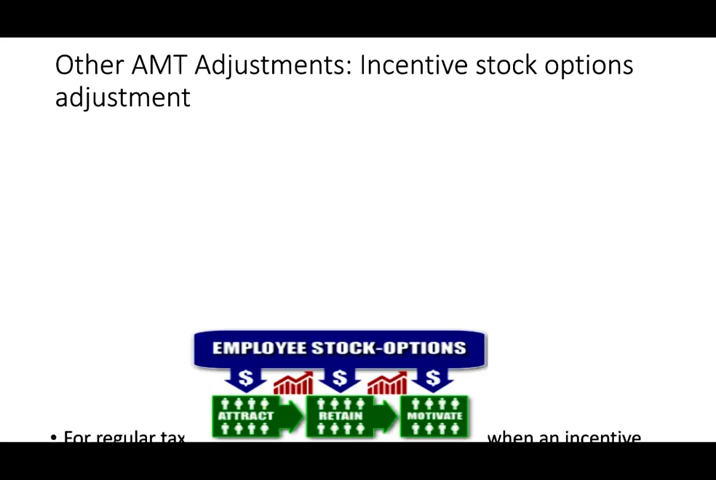 Other AMT Adjustments: Incentive stock options
adjustment
EMPLOYEE STOCK-OPTIONS
$ $ $
ATTRACT RETAIN MOTIVATE
• For regular tax when an incentive